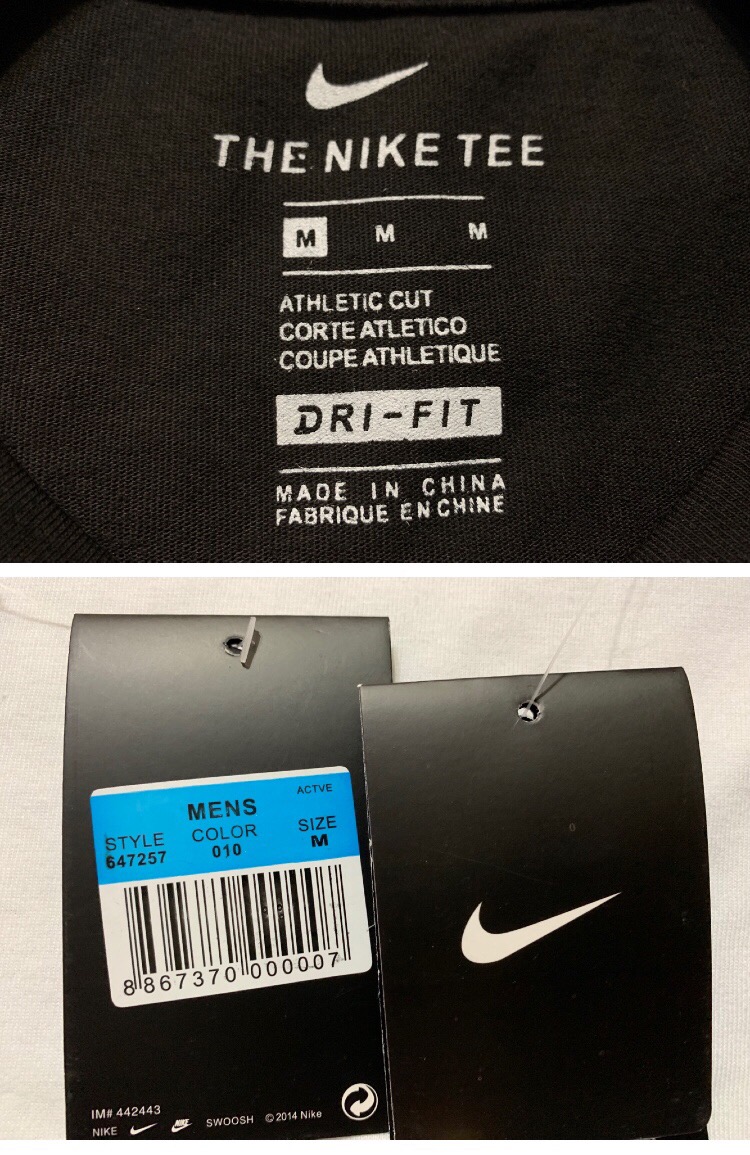 THE NIKE TEE
M M M
ATHLETIC CUT
CORTE ATLETICO
COUPE ATHLETIQUE
DRI-FIT
MADE IN CHINA
FABRIQUE EN CHINE
ACTVE
MENS
STYLE COLOR SIZE
647257 010 M
8 867370 000007
IM# 442443
NIKE NIKE SWOOSH © 2014 Nike